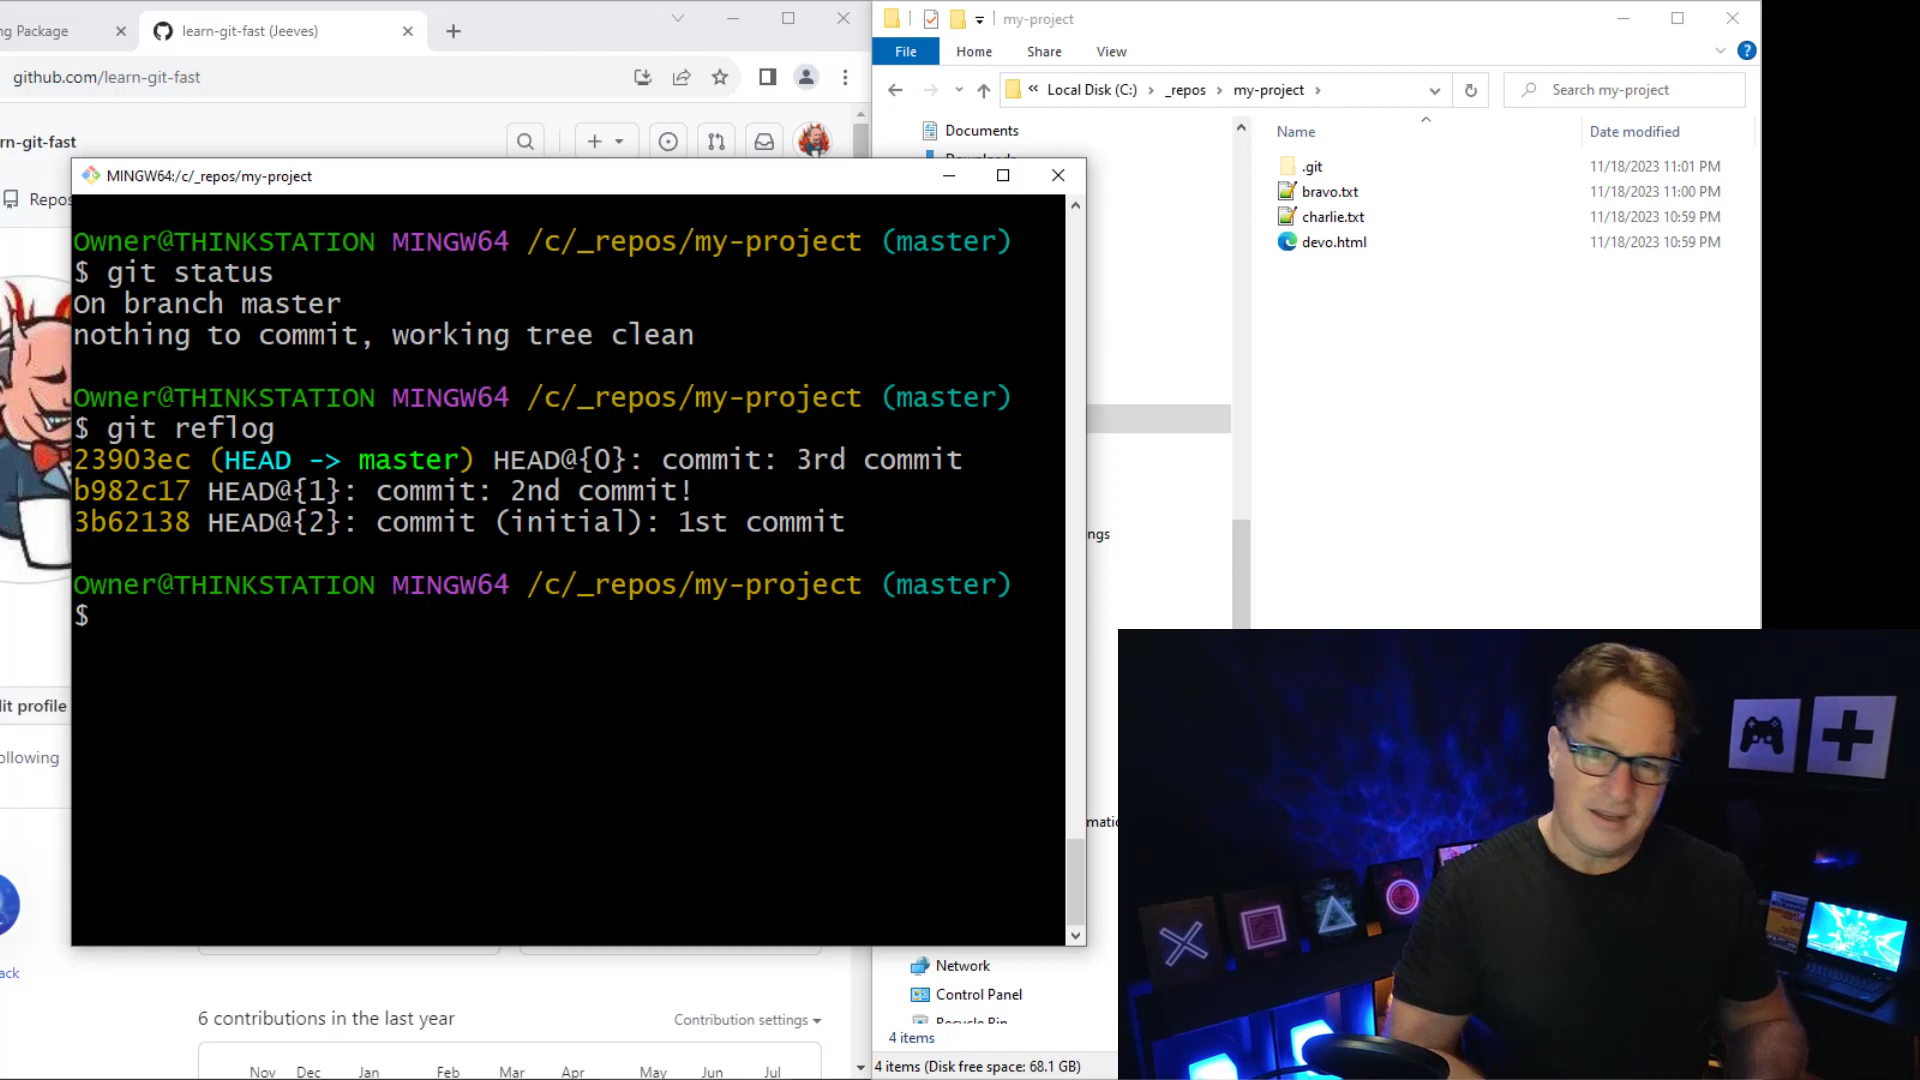 ng Package
learn-git-fast (Jeeves)
github.com/learn-git-fast
rn-git-fast
Repos
MINGW64:/c/_repos/my-project
Owner@THINKSTATION MINGW64 /c/_repos/my-project (master)
$ git status
On branch master
nothing to commit, working tree clean
Owner@THINKSTATION MINGW64 /c/_repos/my-project (master)
$ git reflog
23903ec (HEAD -> master) HEAD@{0}: commit: 3rd commit
b982c17 HEAD@{1}: commit: 2nd commit!
3b62138 HEAD@{2}: commit (initial): 1st commit
Owner@THINKSTATION MINGW64 /c/_repos/my-project (master)
$
lit profile
ollowing
ack
6 contributions in the last year
Contribution settings
Nov Dec Jan Feb Mar Apr May Jun Jul
my-project
File Home Share View
« Local Disk (C:) > _repos > my-project >
Search my-project
Documents
Downloads
Name Date modified
.git 11/18/2023 11:01 PM
bravo.txt 11/18/2023 11:00 PM
charlie.txt 11/18/2023 10:59 PM
devo.html 11/18/2023 10:59 PM
ngs
matic
Network
Control Panel
Recycle Bin
4 items
4 items (Disk free space: 68.1 GB)